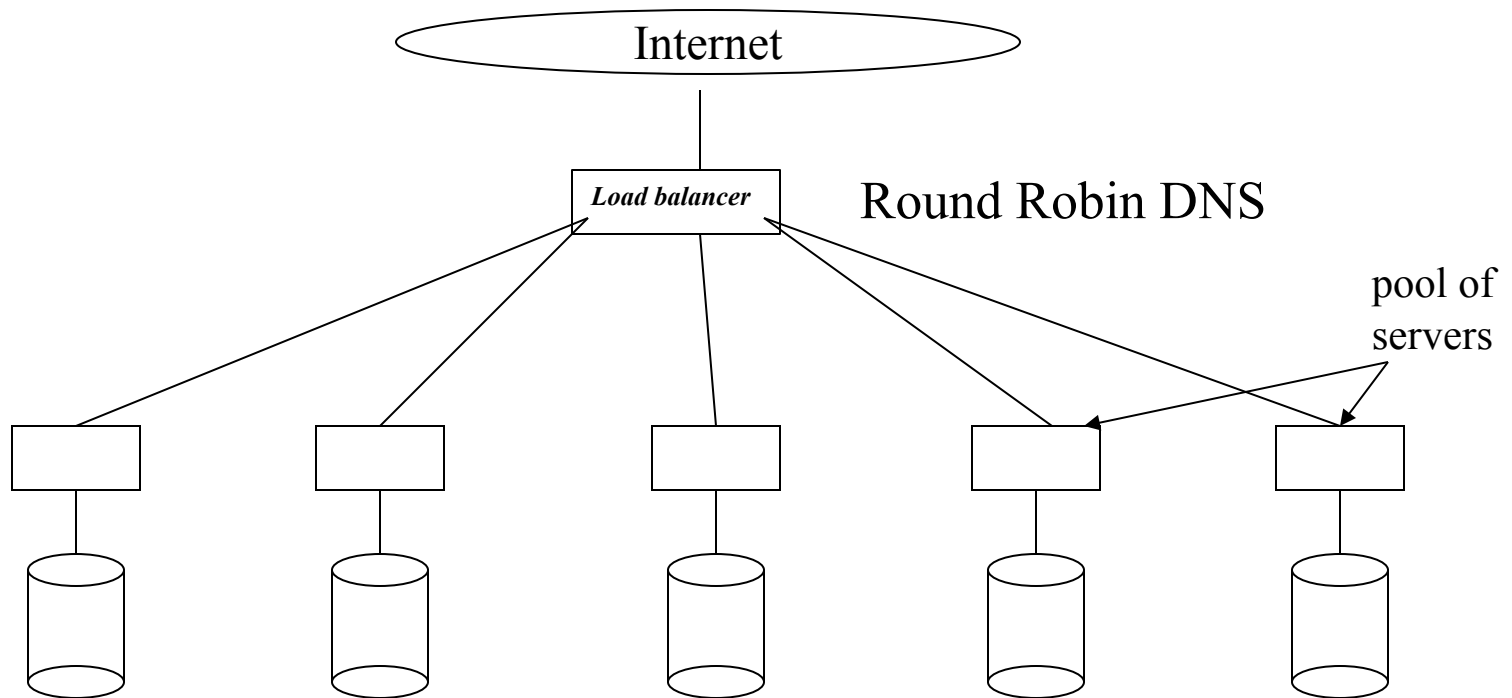 Internet
Load balancer
Round Robin DNS
pool of
servers